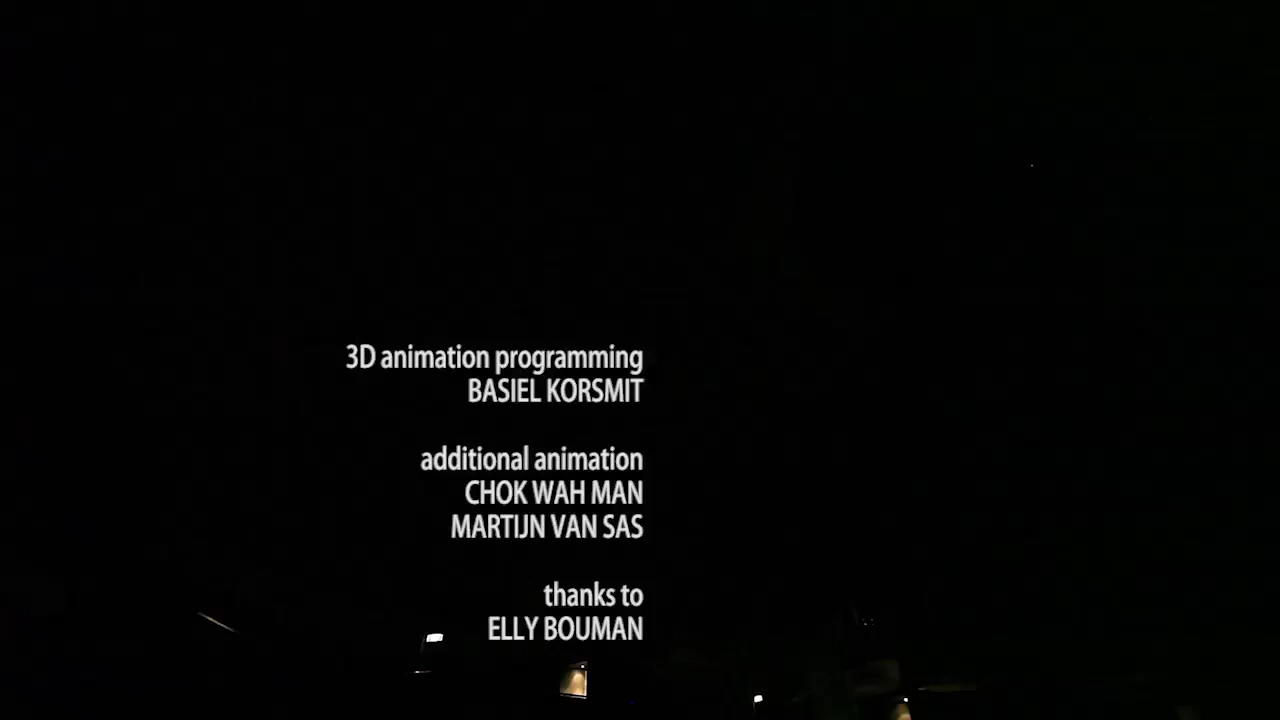 3D animation programming
BASIEL KORSMIT
additional animation
CHOK WAH MAN
MARTIJN VAN SAS
thanks to
ELLY BOUMAN